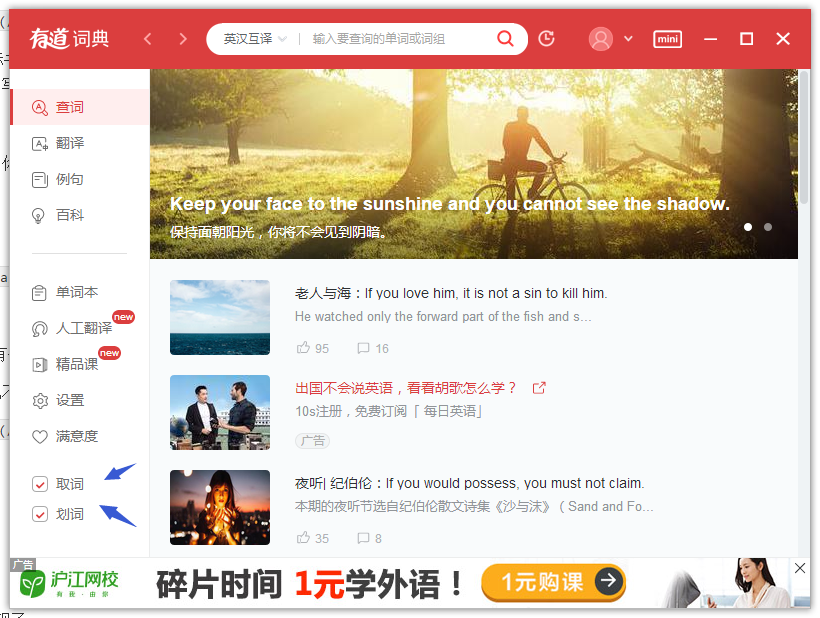 有道 词典
英汉互译
输入要查询的单词或词组
mini
查词
翻译
例句
百科
单词本
人工翻译 new
精品课 new
设置
满意度
取词
划词
Keep your face to the sunshine and you cannot see the shadow.
保持面朝阳光，你将不会见到阴暗。
老人与海：If you love him, it is not a sin to kill him.
He watched only the forward part of the fish and s...
95 16
出国不会说英语，看看胡歌怎么学？
10s注册，免费订阅「每日英语」
广告
夜听| 纪伯伦：If you would possess, you must not claim.
本期的夜听节选自纪伯伦散文诗集《沙与沫》 ( Sand and Fo...
35 8
广告
沪江网校
有我·由你
碎片时间 1元学外语！
1元购课